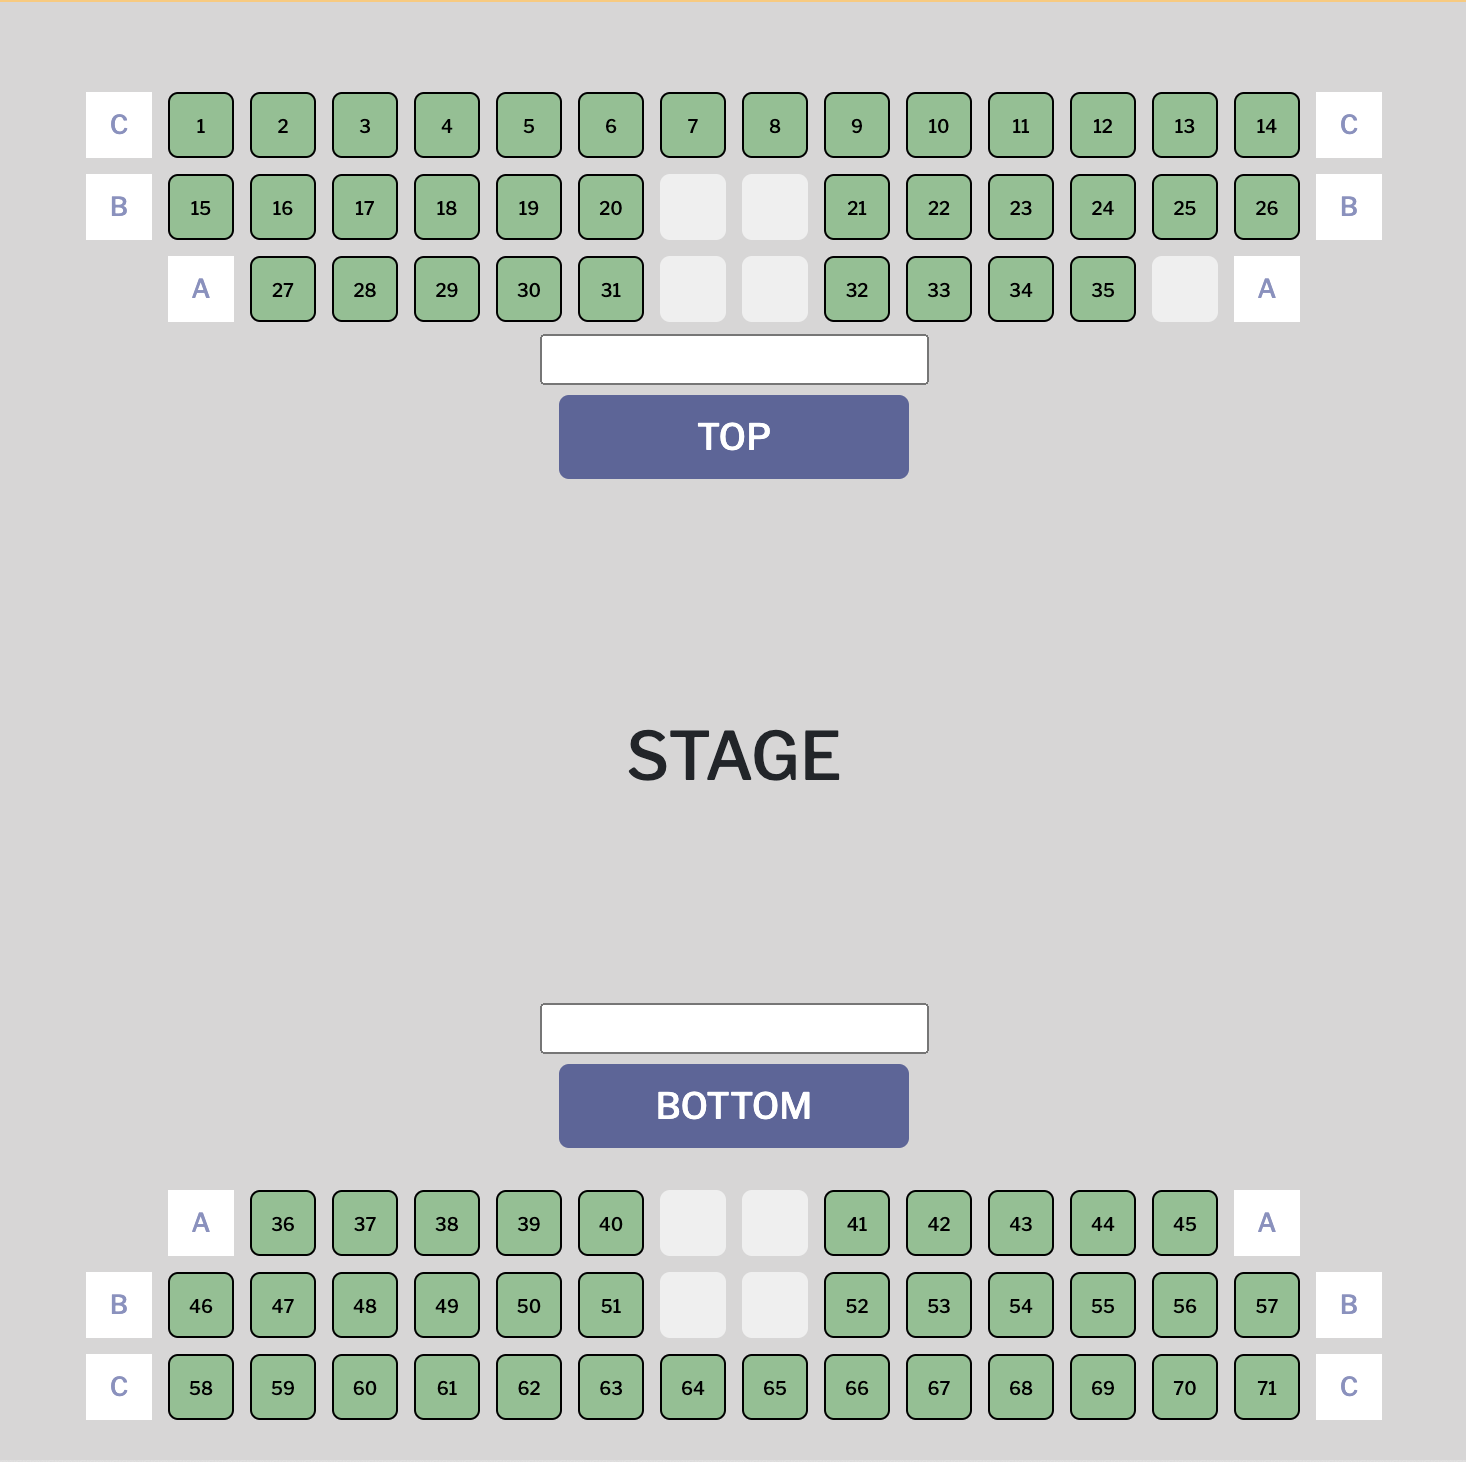 C 1 2 3 4 5 6 7 8 9 10 11 12 13 14 C
B 15 16 17 18 19 20 21 22 23 24 25 26 B
A 27 28 29 30 31 32 33 34 35 A
TOP
STAGE
BOTTOM
A 36 37 38 39 40 41 42 43 44 45 A
B 46 47 48 49 50 51 52 53 54 55 56 57 B
C 58 59 60 61 62 63 64 65 66 67 68 69 70 71 C